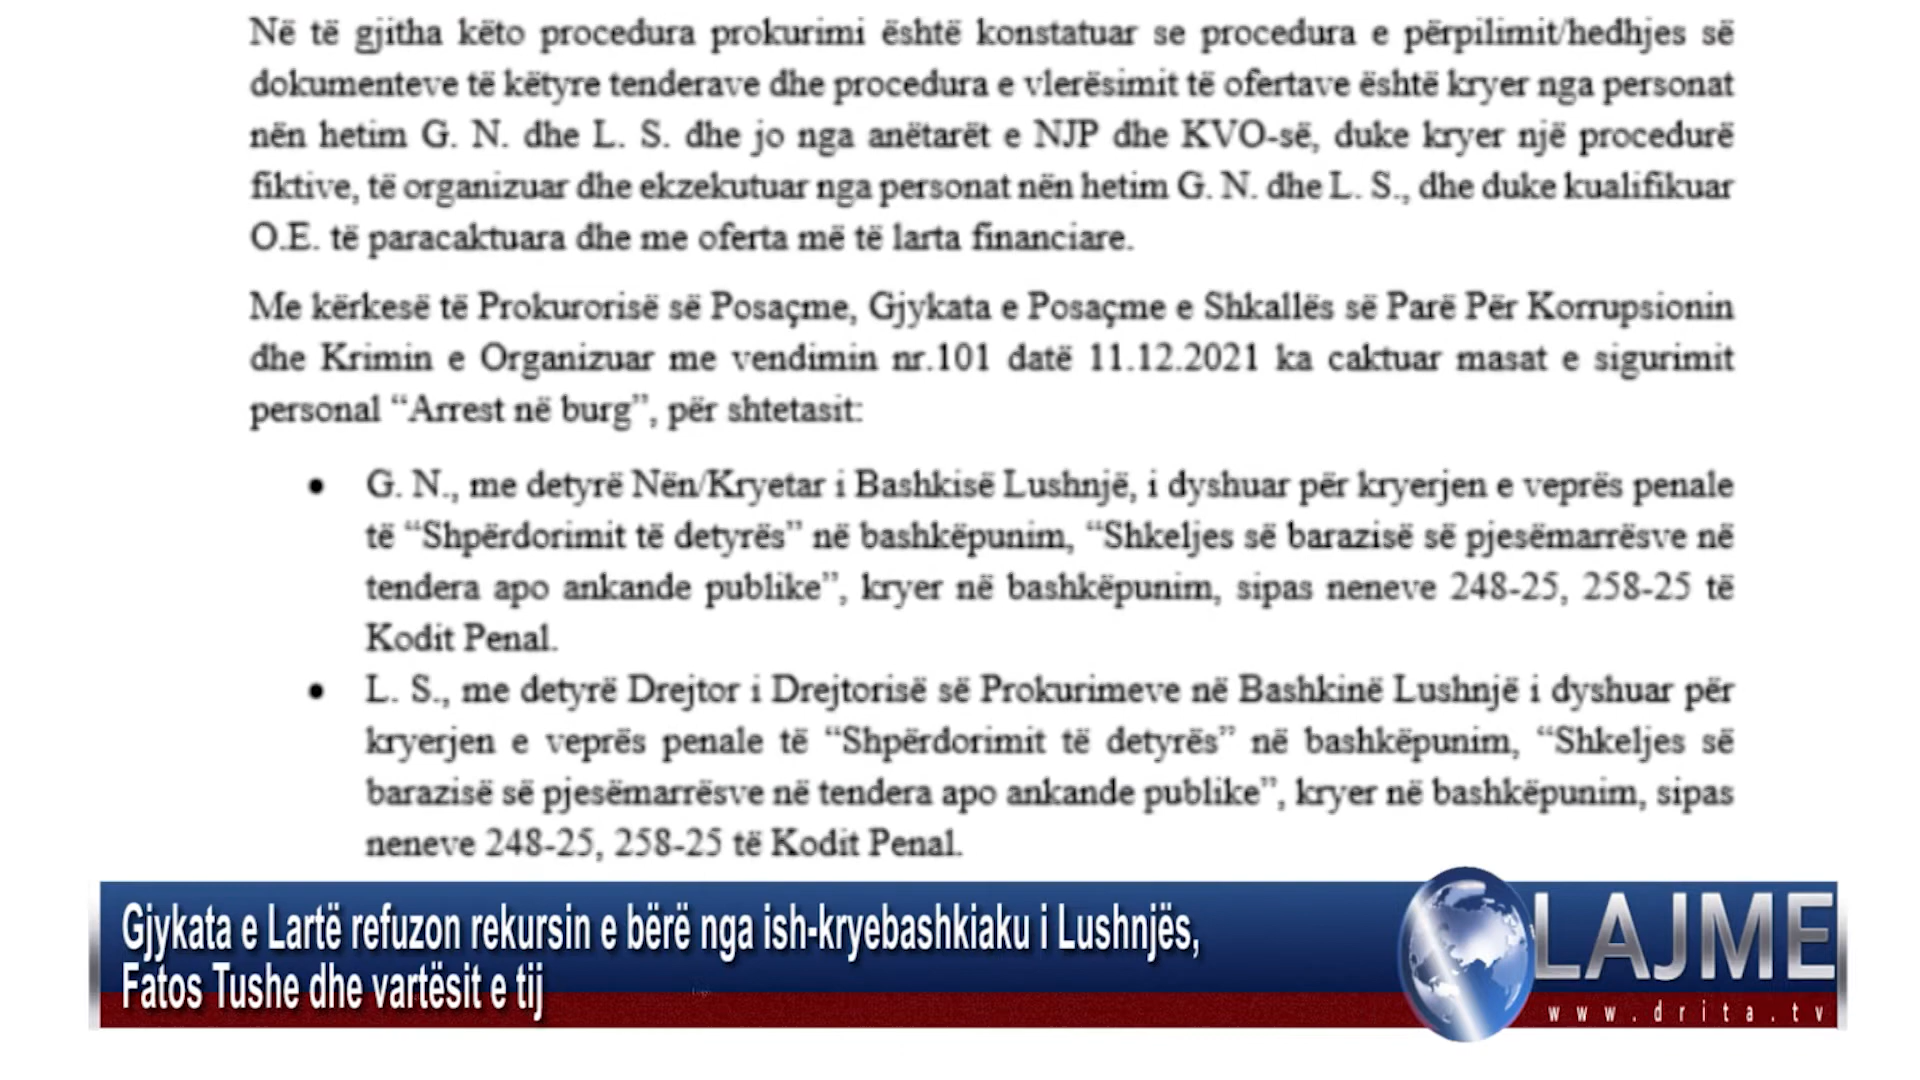 Në të gjitha këto procedura prokurimi është konstatuar se procedura e përpilimit/hedhjes së
dokumenteve të këtyre tenderave dhe procedura e vlerësimit të ofertave është kryer nga personat
nën hetim G. N. dhe L. S. dhe jo nga anëtarët e NJP dhe KVO-së, duke kryer një procedurë
fiktive, të organizuar dhe ekzekutuar nga personat nën hetim G. N. dhe L. S., dhe duke kualifikuar
O.E. të paracaktuara dhe me oferta më të larta financiare.
Me kërkesë të Prokurorisë së Posaçme, Gjykata e Posaçme e Shkallës së Parë Për Korrupsionin
dhe Krimin e Organizuar me vendimin nr.101 datë 11.12.2021 ka caktuar masat e sigurimit
personal “Arrest në burg”, për shtetasit:
• G. N., me detyrë Nën/Kryetar i Bashkisë Lushnjë, i dyshuar për kryerjen e veprës penale
të “Shpërdorimit të detyrës” në bashkëpunim, “Shkeljes së barazisë së pjesëmarrësve në
tendera apo ankande publike”, kryer në bashkëpunim, sipas neneve 248-25, 258-25 të
Kodit Penal.
• L. S., me detyrë Drejtor i Drejtorisë së Prokurimeve në Bashkinë Lushnjë i dyshuar për
kryerjen e veprës penale të “Shpërdorimit të detyrës” në bashkëpunim, “Shkeljes së
barazisë së pjesëmarrësve në tendera apo ankande publike”, kryer në bashkëpunim, sipas
neneve 248-25, 258-25 të Kodit Penal.
Gjykata e Lartë refuzon rekursin e bërë nga ish-kryebashkiaku i Lushnjës,
Fatos Tushe dhe vartësit e tij
LAJME
www.drita.tv